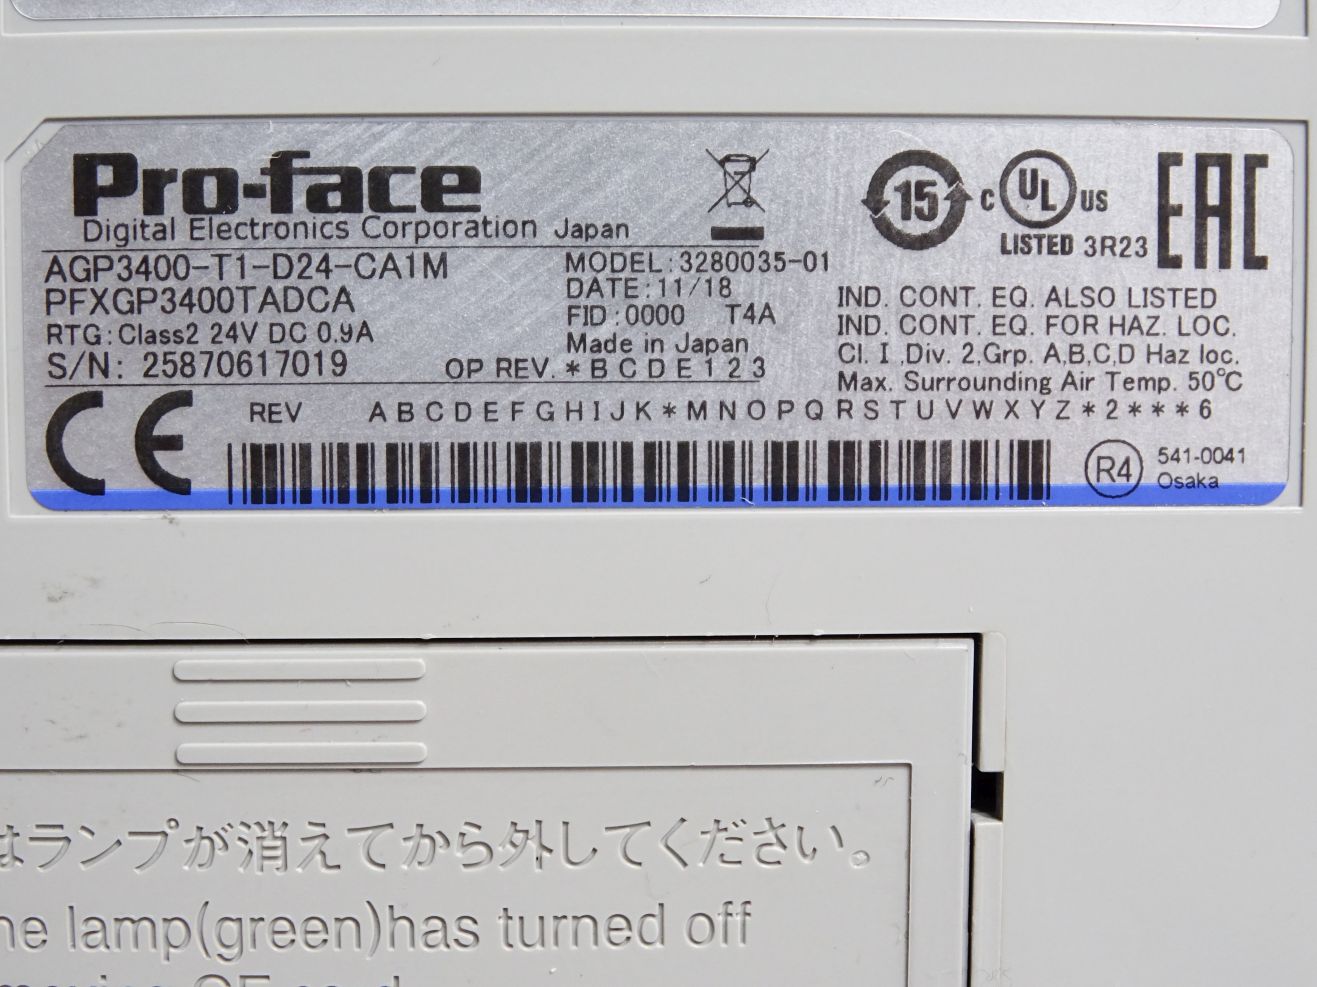 Pro-face
Digital Electronics Corporation Japan
AGP3400-T1-D24-CA1M
PFXGP3400TADCA
RTG:Class2 24V DC 0.9A
S/N: 25870617019
MODEL:3280035-01
DATE:11/18
FID:0000 T4A
Made in Japan
OP REV. *BCDE123
15
C UL US
LISTED 3R23
EAC
IND. CONT. EQ. ALSO LISTED
IND. CONT. EQ. FOR HAZ. LOC.
Cl. I ,Div. 2,Grp. A,B,C,D Haz loc.
Max. Surrounding Air Temp. 50℃
CE
REV ABCDEFGHIJK*MNOPQRSTUVWXYZ*2***6
R4
541-0041
Osaka
はランプが消えてから外してください。
he lamp(green)has turned off
CF card